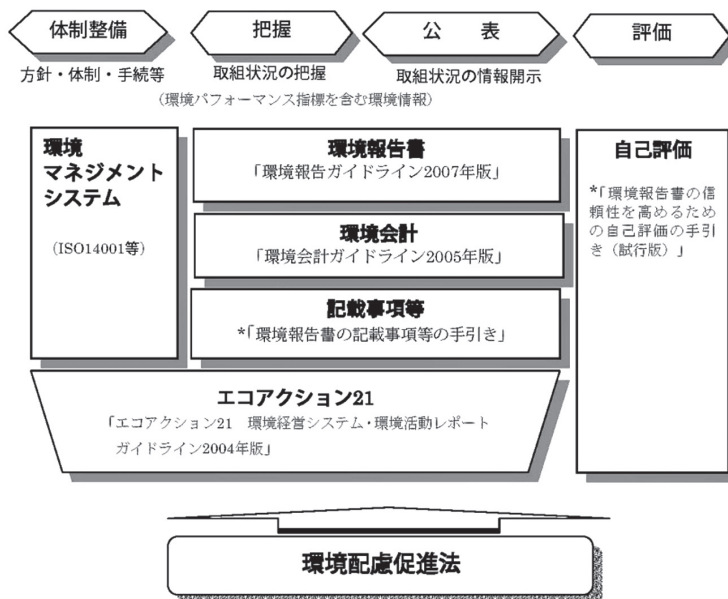 体制整備
把握
公　表
評価
方針・体制・手続等
取組状況の把握
取組状況の情報開示
（環境パフォーマンス指標を含む環境情報）
環境
マネジメント
システム
（ISO14001等）
環境報告書
「環境報告ガイドライン2007年版」
環境会計
「環境会計ガイドライン2005年版」
記載事項等
*「環境報告書の記載事項等の手引き」
自己評価
*「環境報告書の信
頼性を高めるため
の自己評価の手引
き（試行版）」
エコアクション21
「エコアクション21　環境経営システム・環境活動レポート
ガイドライン2004年版」
環境配慮促進法